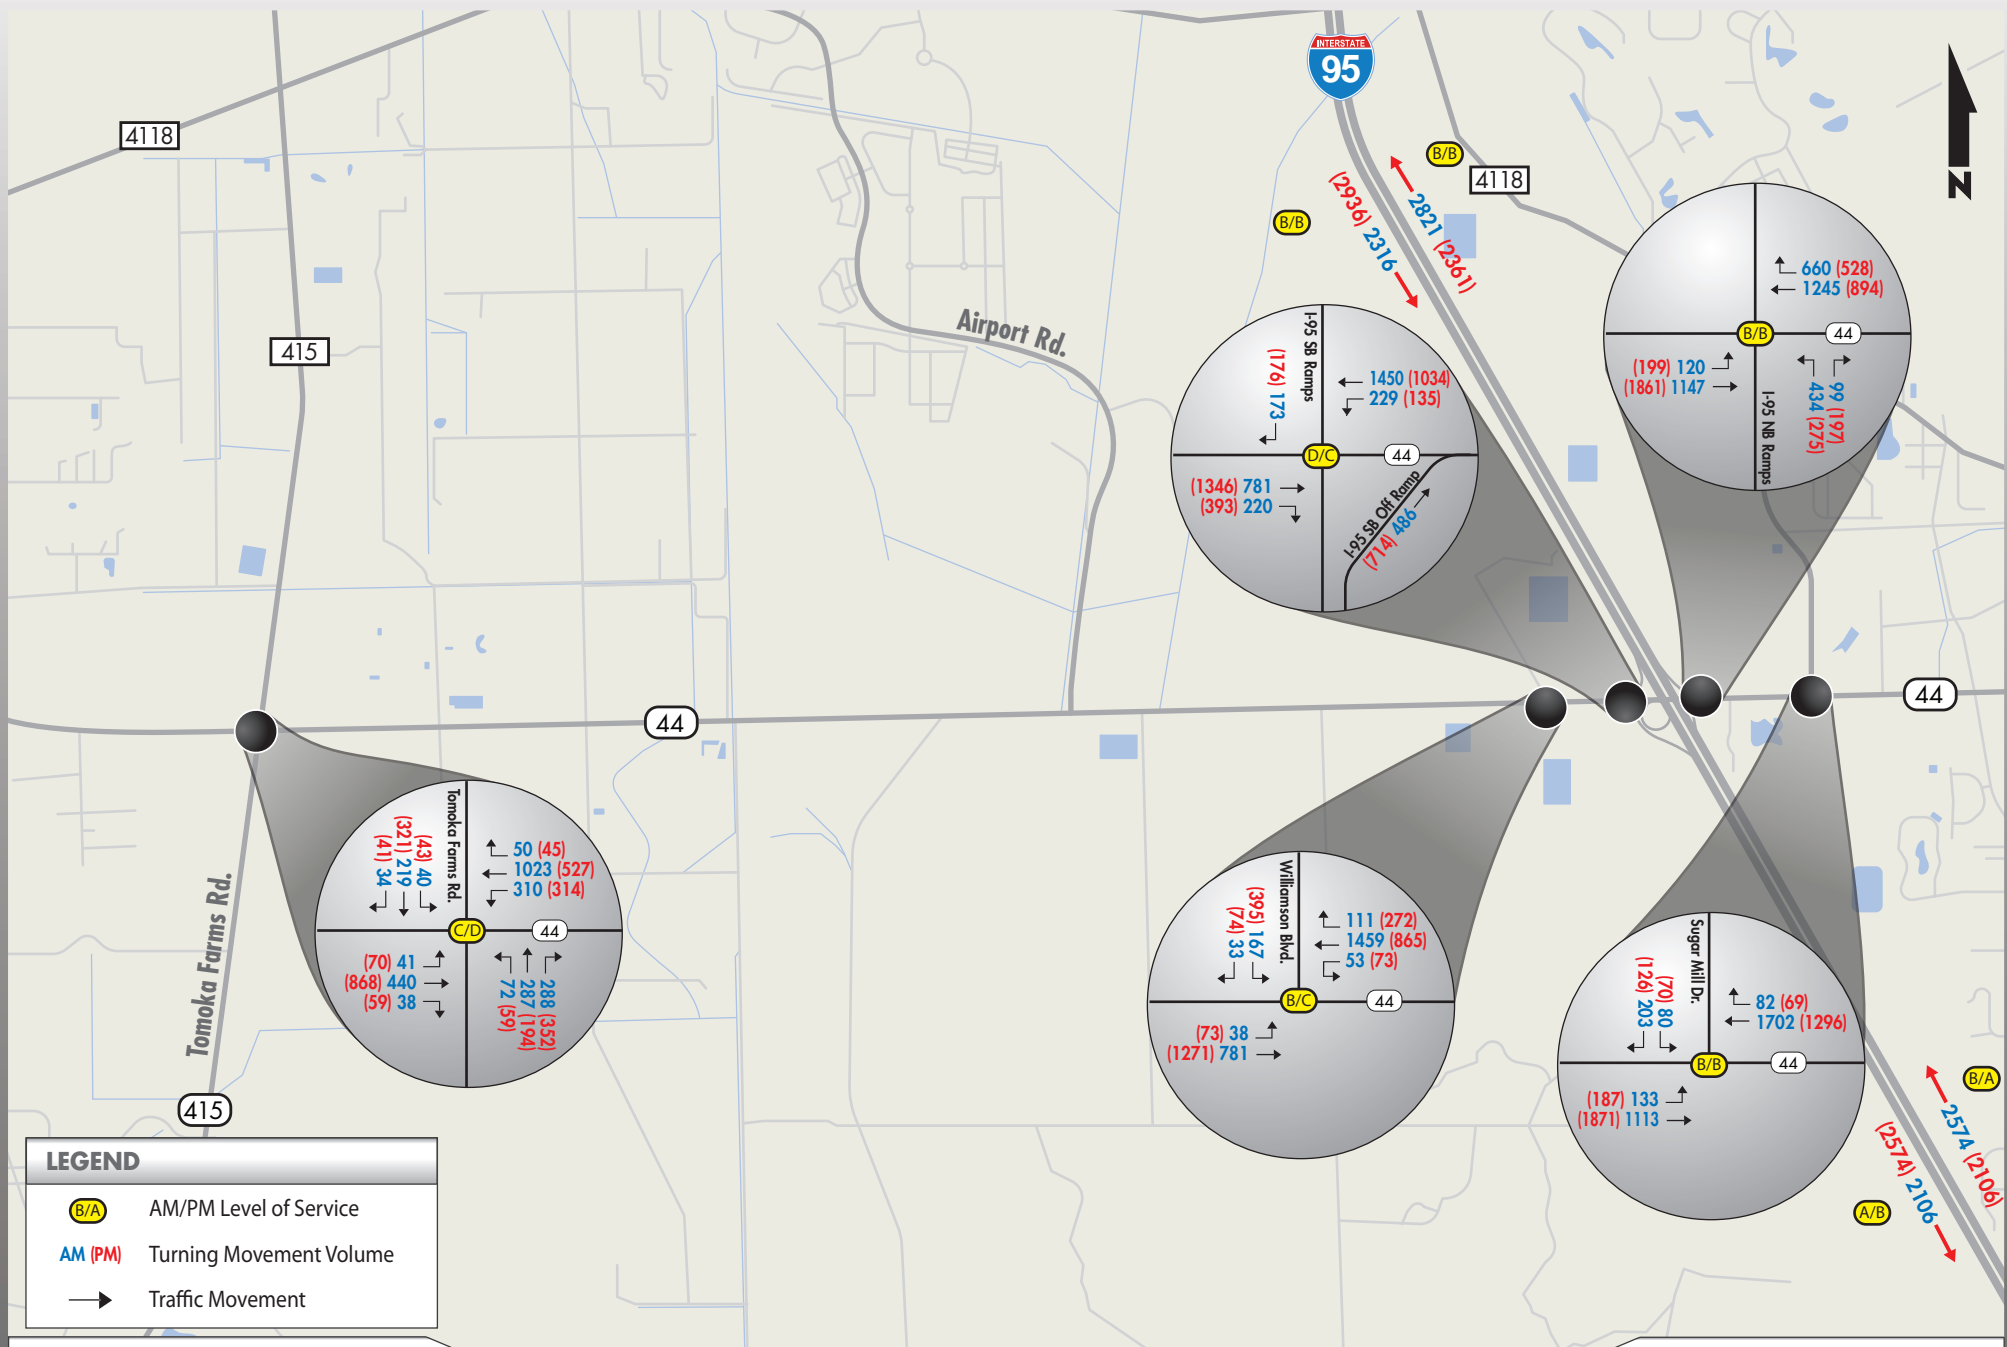 INTERSTATE
95
4118
B/B
4118
(2936) 2316
2821 (2361)
B/B
N
415
Airport Rd.
I-95 SB Ramps
(176) 173
1450 (1034)
229 (135)
D/C
44
(1346) 781
(393) 220
I-95 SB Off Ramp
(714) 486
660 (528)
1245 (894)
B/B
44
(199) 120
(1861) 1147
434 (275)
99 (197)
I-95 NB Ramps
44
44
Tomoka Farms Rd.
Tomoka Farms Rd.
(41) 34
(321) 219
(43) 40
50 (45)
1023 (527)
310 (314)
C/D
44
(70) 41
(868) 440
(59) 38
72 (59)
287 (194)
288 (352)
415
Williamson Blvd.
(74) 33
(395) 167
111 (272)
1459 (865)
53 (73)
B/C
44
(73) 38
(1271) 781
Sugar Mill Dr.
(126) 203
(70) 80
82 (69)
1702 (1296)
B/B
44
(187) 133
(1871) 1113
B/A
2574 (2106)
(2574) 2106
A/B
LEGEND
B/A AM/PM Level of Service
AM (PM) Turning Movement Volume
Traffic Movement